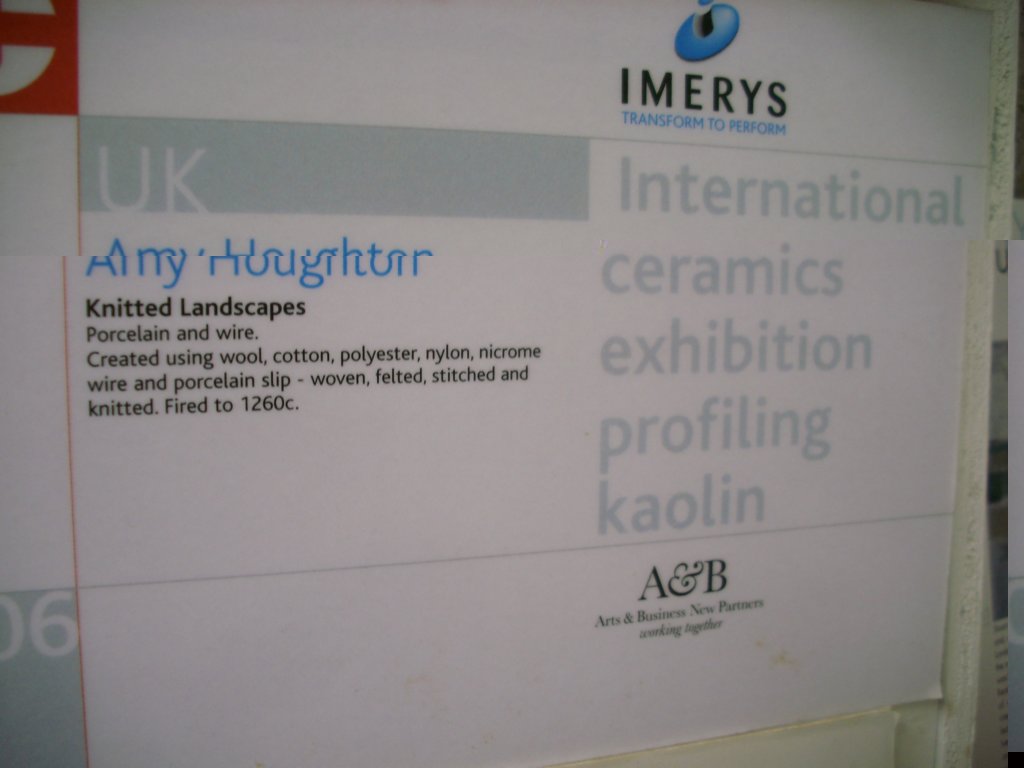 IMERYS
TRANSFORM TO PERFORM
UK
International
ceramics
exhibition
profiling
kaolin
Amy Houghton
Knitted Landscapes
Porcelain and wire.
Created using wool, cotton, polyester, nylon, nicrome
wire and porcelain slip - woven, felted, stitched and
knitted. Fired to 1260c.
06
A&B
Arts & Business New Partners
working together